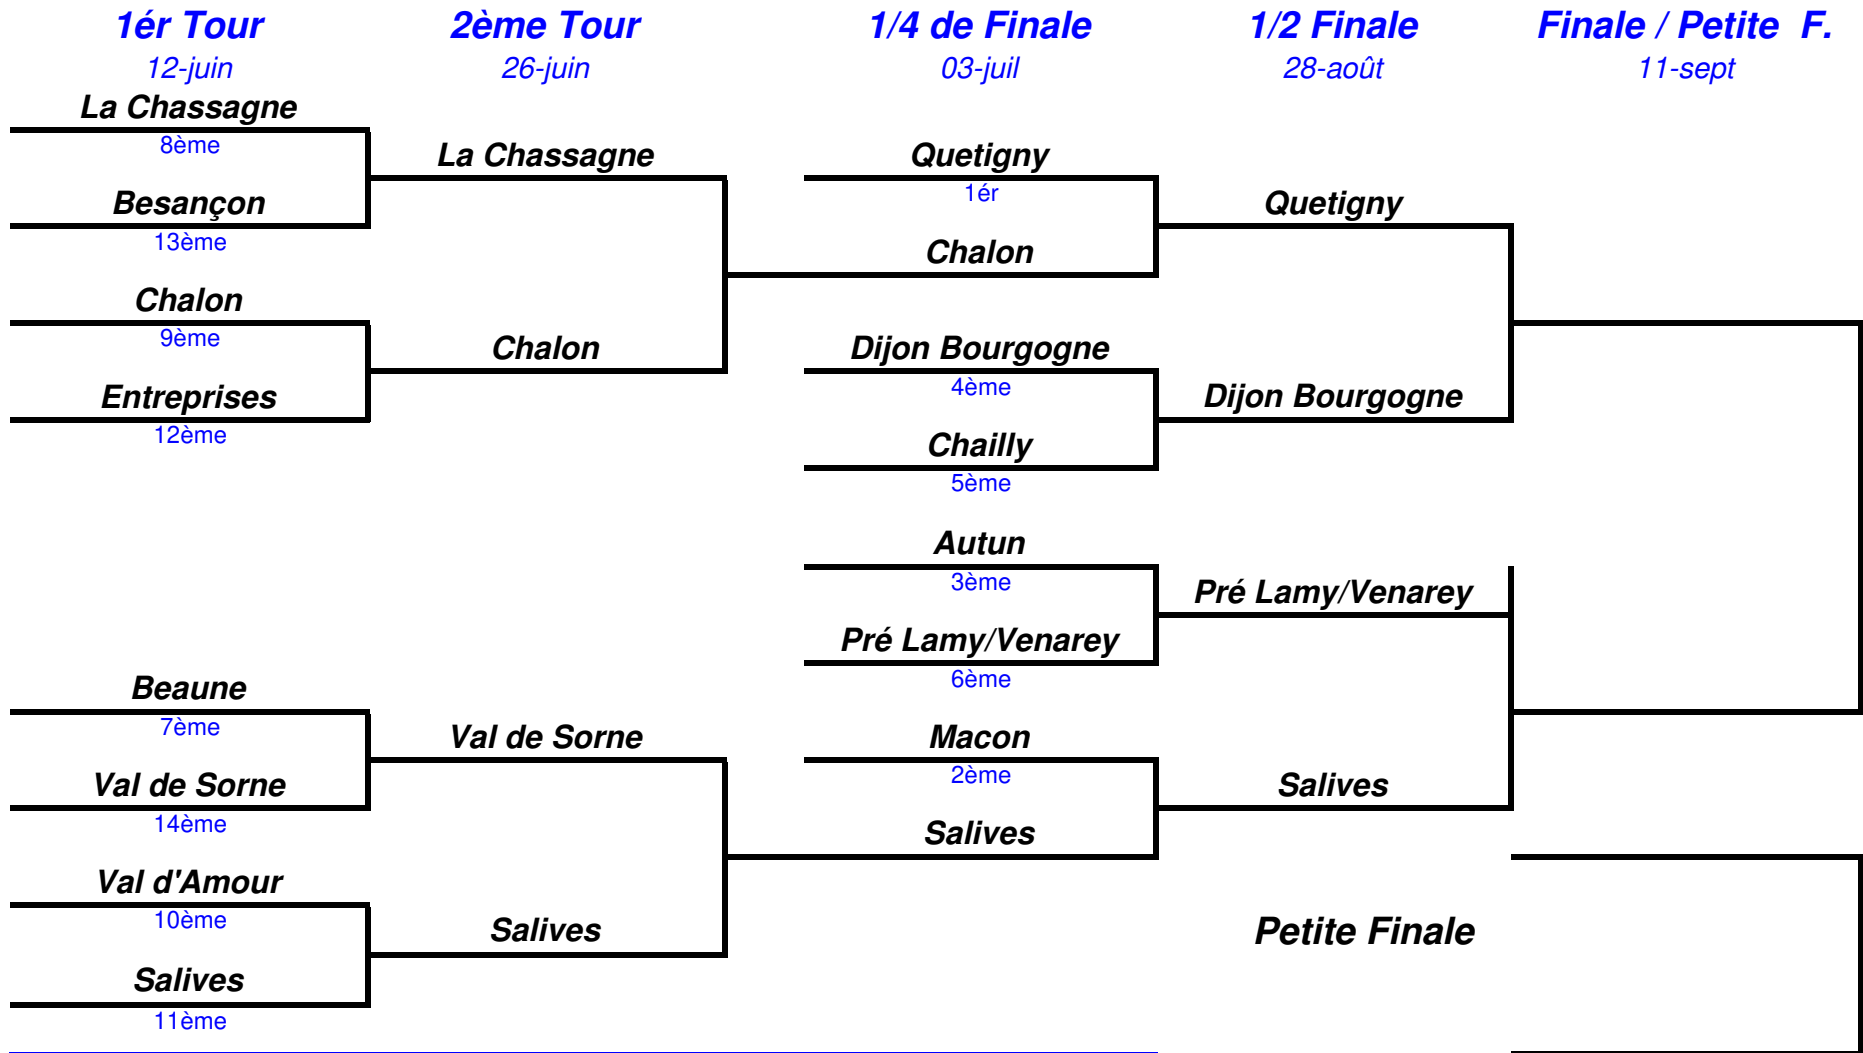 1ér Tour
2ème Tour
1/4 de Finale
1/2 Finale
Finale / Petite F.
12-juin
26-juin
03-juil
28-août
11-sept
La Chassagne
8ème
La Chassagne
Quetigny
1ér
Besançon
Quetigny
13ème
Chalon
Chalon
9ème
Chalon
Dijon Bourgogne
4ème
Entreprises
Dijon Bourgogne
12ème
Chailly
5ème
Autun
3ème
Pré Lamy/Venarey
Pré Lamy/Venarey
6ème
Beaune
7ème
Val de Sorne
Macon
2ème
Val de Sorne
Salives
14ème
Salives
Val d'Amour
10ème
Salives
Petite Finale
Salives
11ème